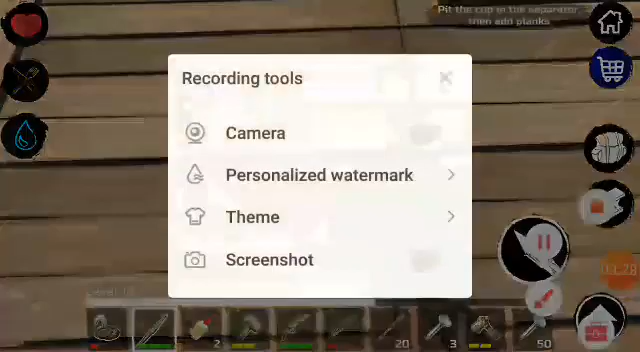 Put the cup in the separator,
then add planks
Recording tools
Camera
Personalized watermark
Theme
Screenshot
2
20
3
50